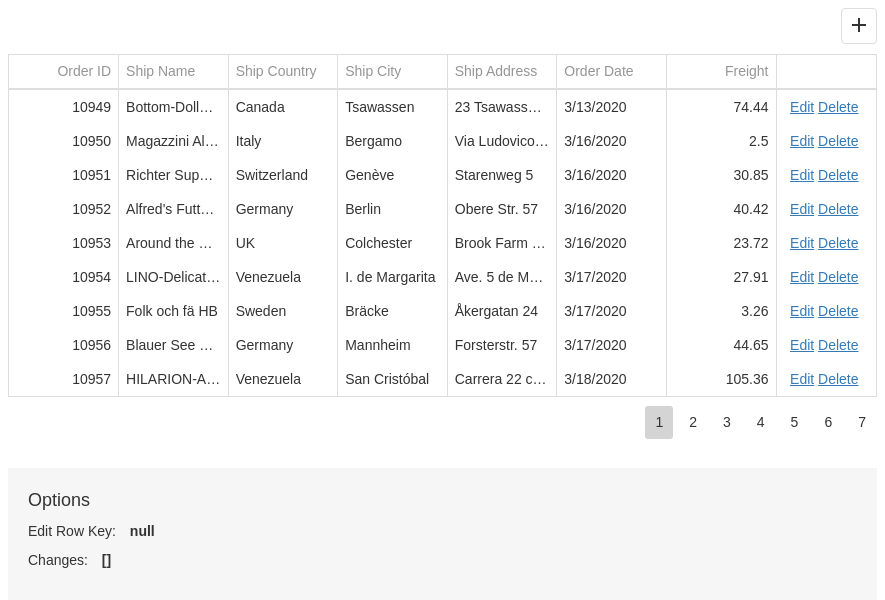 +
Order ID Ship Name Ship Country Ship City Ship Address Order Date Freight
10949 Bottom-Doll… Canada Tsawassen 23 Tsawass… 3/13/2020 74.44 Edit Delete
10950 Magazzini Al… Italy Bergamo Via Ludovico… 3/16/2020 2.5 Edit Delete
10951 Richter Sup… Switzerland Genève Starenweg 5 3/16/2020 30.85 Edit Delete
10952 Alfred's Futt… Germany Berlin Obere Str. 57 3/16/2020 40.42 Edit Delete
10953 Around the … UK Colchester Brook Farm … 3/16/2020 23.72 Edit Delete
10954 LINO-Delicat… Venezuela I. de Margarita Ave. 5 de M… 3/17/2020 27.91 Edit Delete
10955 Folk och fä HB Sweden Bräcke Åkergatan 24 3/17/2020 3.26 Edit Delete
10956 Blauer See … Germany Mannheim Forsterstr. 57 3/17/2020 44.65 Edit Delete
10957 HILARION-A… Venezuela San Cristóbal Carrera 22 c… 3/18/2020 105.36 Edit Delete
1 2 3 4 5 6 7
Options
Edit Row Key: null
Changes: []